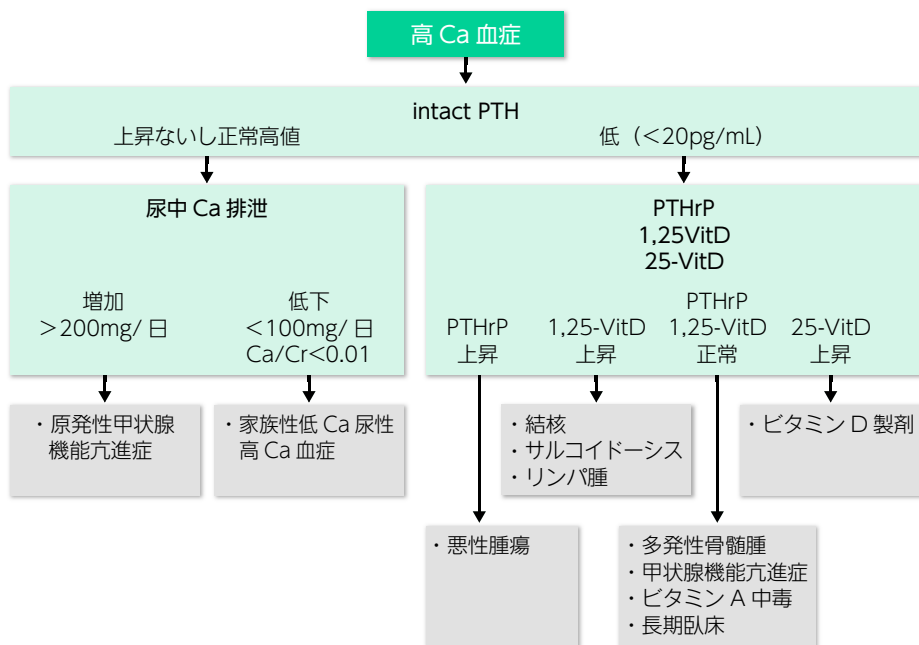 高 Ca 血症
intact PTH
上昇ないし正常高値
低（<20pg/mL）
尿中 Ca 排泄
増加
>200mg/ 日
低下
<100mg/ 日
Ca/Cr<0.01
PTHrP
1,25VitD
25-VitD
PTHrP
上昇
1,25-VitD
上昇
PTHrP
1,25-VitD
正常
25-VitD
上昇
・原発性甲状腺
機能亢進症
・家族性低 Ca 尿性
高 Ca 血症
・結核
・サルコイドーシス
・リンパ腫
・ビタミン D 製剤
・悪性腫瘍
・多発性骨髄腫
・甲状腺機能亢進症
・ビタミン A 中毒
・長期臥床